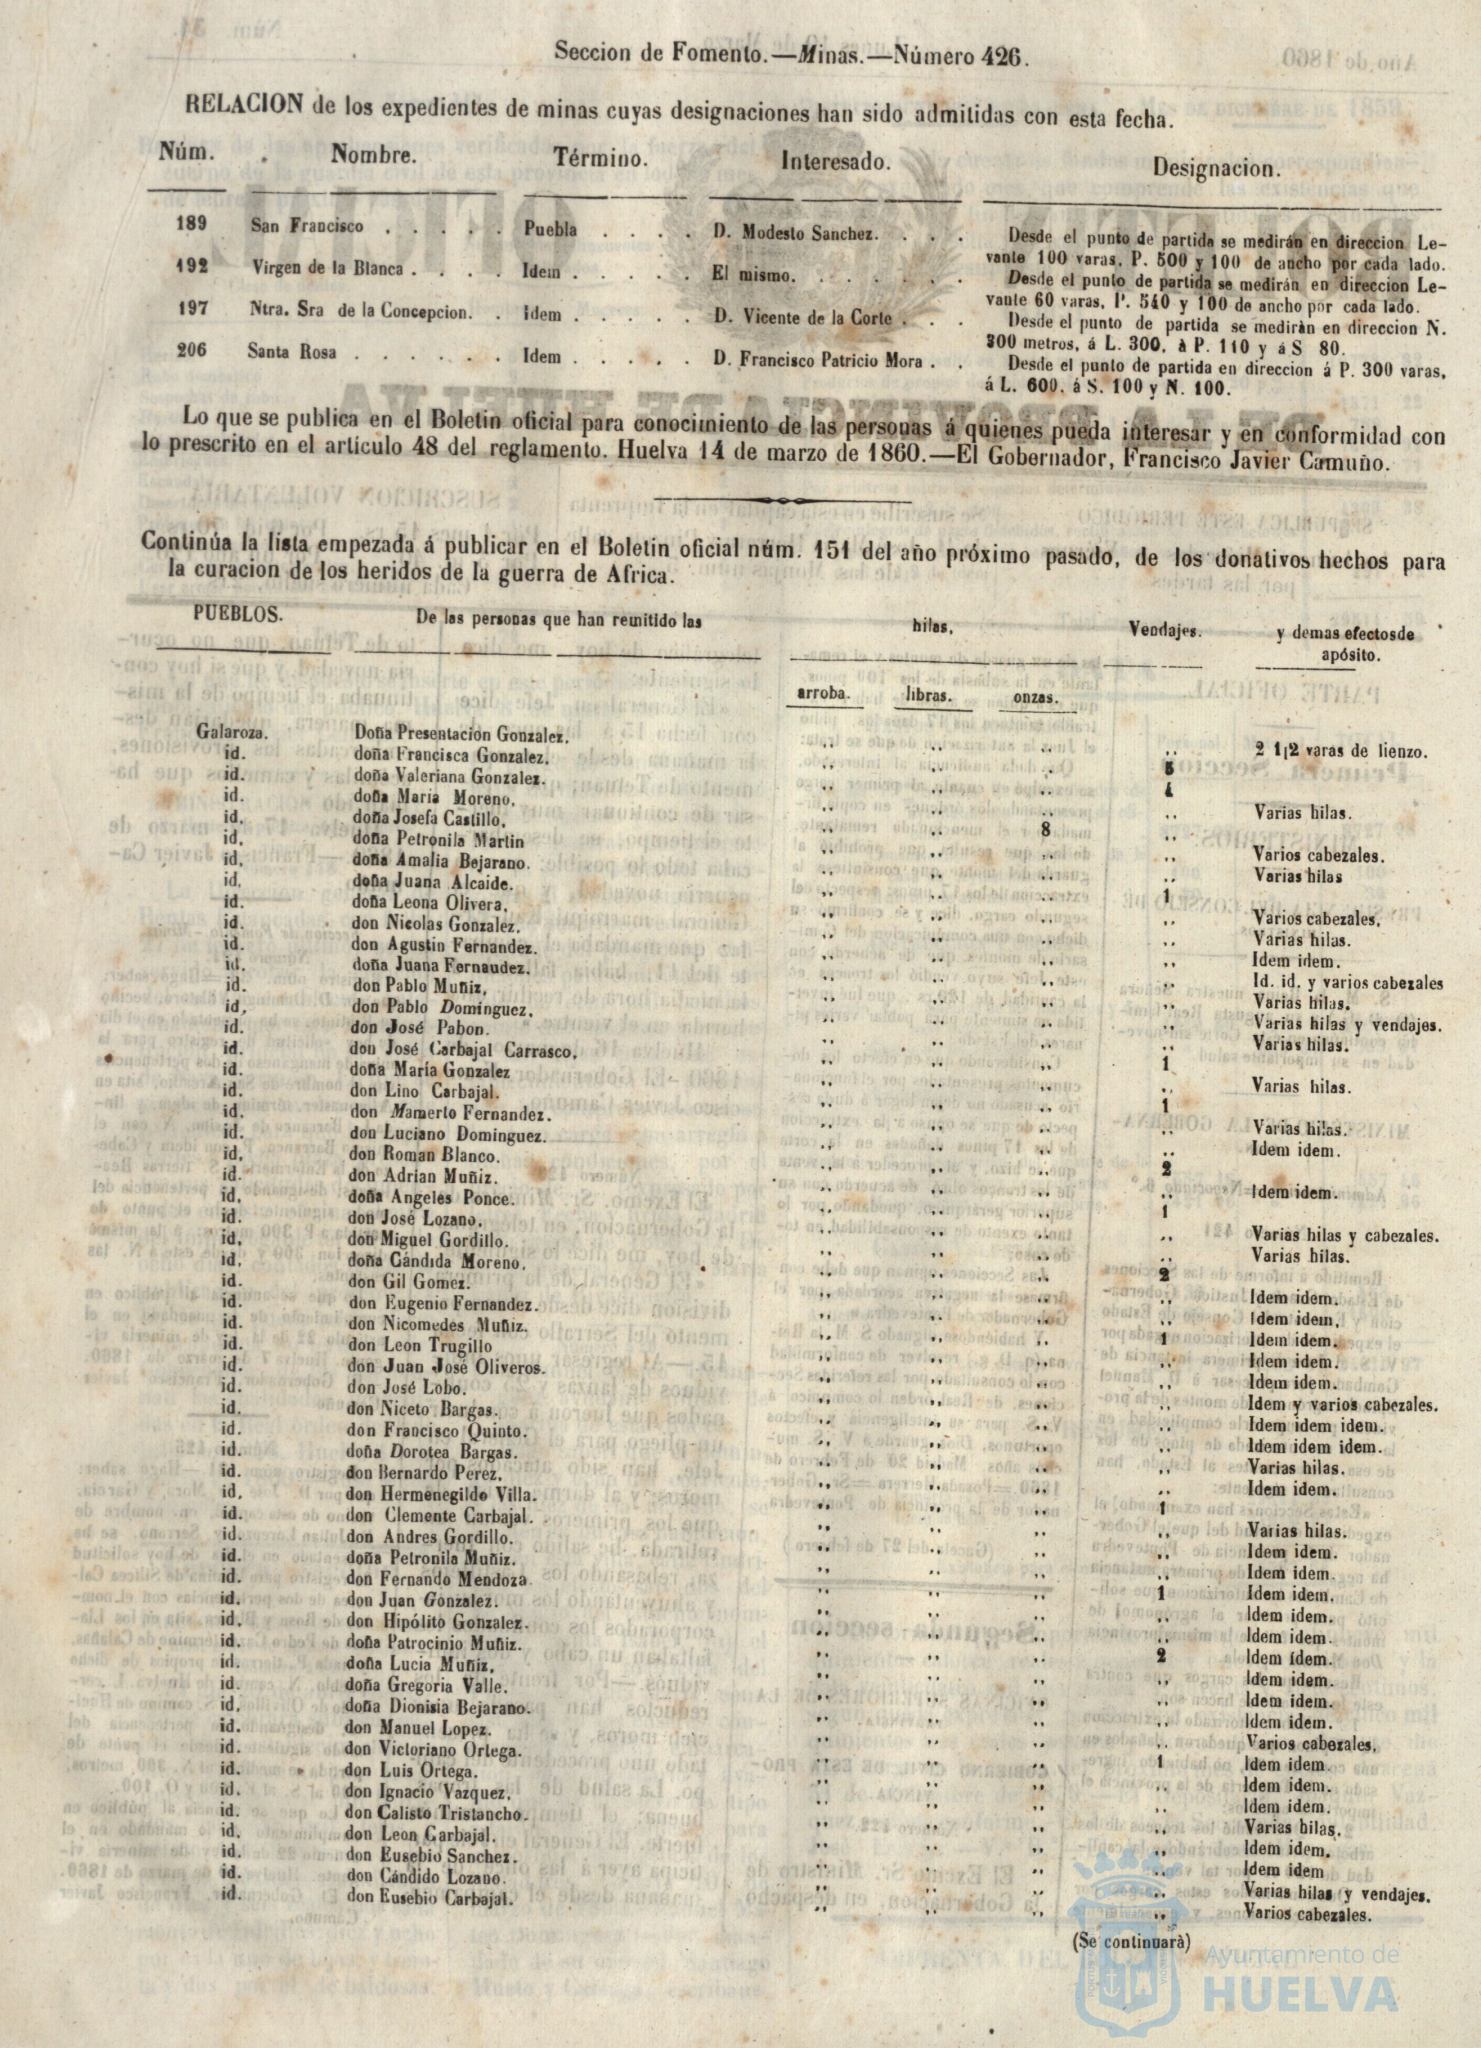 Seccion de Fomento.—Minas.—Número 426.
RELACION de los expedientes de minas cuyas designaciones han sido admitidas con esta fecha.
Núm. Nombre. Término. Interesado. Designacion.
189 San Francisco . . . . . Puebla . . . . D. Modesto Sanchez. . . . Desde el punto de partida se medirán en direccion Le-
vante 100 varas, P. 500 y 100 de ancho por cada lado.
192 Virgen de la Blanca . . . . Idem . . . . . El mismo. . . . . . . Desde el punto de partida se medirán en direccion Le-
vante 60 varas, P. 540 y 100 de ancho por cada lado.
197 Ntra. Sra de la Concepcion. . Idem . . . . . D. Vicente de la Corte . . . Desde el punto de partida se medirán en direccion N.
300 metros, á L. 300, à P. 110 y á S 80.
206 Santa Rosa . . . . . . Idem . . . . . D. Francisco Patricio Mora . . Desde el punto de partida en direccion á P. 300 varas,
á L. 600, á S. 100 y N. 100.
Lo que se publica en el Boletin oficial para conocimiento de las personas á quienes pueda interesar y en conformidad con
lo prescrito en el artículo 48 del reglamento. Huelva 14 de marzo de 1860.—El Gobernador, Francisco Javier Camuño.
Continúa la lista empezada á publicar en el Boletin oficial núm. 151 del año próximo pasado, de los donativos hechos para
la curacion de los heridos de la guerra de Africa.
PUEBLOS. De las personas que han remitido las hilas, Vendajes. y demas efectos de
apósito.
arroba. libras. onzas.
Galaroza. Doña Presentación Gonzalez. ,, ,, ,, ,, 2 1|2 varas de lienzo.
id. doña Francisca Gonzalez. ,, ,, ,, 5
id. doña Valeriana Gonzalez. ,, ,, ,, 4
id. doña Maria Moreno. ,, ,, ,, ,, Varias hilas.
id. doña Josefa Castillo. ,, ,, 8 ,,
id. doña Petronila Martin ,, ,, ,, ,, Varios cabezales.
id. doña Amalia Bejarano. ,, ,, ,, ,, Varias hilas
id. doña Juana Alcaide. ,, ,, ,, 1
id. doña Leona Olivera. ,, ,, ,, ,, Varios cabezales,
id. don Nicolas Gonzalez. ,, ,, ,, ,, Varias hilas.
id. don Agustin Fernandez. ,, ,, ,, ,, Idem idem.
id. doña Juana Fernaudez. ,, ,, ,, ,, Id. id. y varios cabezales
id. don Pablo Muñiz, ,, ,, ,, ,, Varias hilas.
id. don Pablo Dominguez. ,, ,, ,, ,, Varias hilas y vendajes.
id. don José Pabon. ,, ,, ,, ,, Varias hilas.
id. don José Carbajal Carrasco. ,, ,, ,, 1
id. doña María Gonzalez ,, ,, ,, ,, Varias hilas.
id. don Lino Carbajal. ,, ,, ,, 1
id. don Mamerto Fernandez. ,, ,, ,, ,, Varias hilas.
id. don Luciano Dominguez. ,, ,, ,, ,, Idem idem.
id. don Roman Blanco. ,, ,, ,, 2
id. don Adrian Muñiz. ,, ,, ,, ,, Idem idem.
id. doña Angeles Ponce. ,, ,, ,, 1
id. don José Lozano. ,, ,, ,, ,, Varias hilas y cabezales.
id. don Miguel Gordillo. ,, ,, ,, ,, Varias hilas.
id. doña Cándida Moreno. ,, ,, ,, 2
id. don Gil Gomez. ,, ,, ,, ,, Idem idem.
id. don Eugenio Fernandez. ,, ,, ,, ,, Idem idem.
id. don Nicomedes Muñiz. ,, ,, ,, 1 Idem idem.
id. don Leon Trugillo ,, ,, ,, ,, Idem idem.
id. don Juan José Oliveros. ,, ,, ,, ,, Idem idem.
id. don José Lobo. ,, ,, ,, ,, Idem y varios cabezales.
id. don Niceto Bargas. ,, ,, ,, ,, Idem idem idem.
id. don Francisco Quinto. ,, ,, ,, ,, Idem idem idem.
id. doña Dorotea Bargas. ,, ,, ,, ,, Varias hilas.
id. don Bernardo Perez. ,, ,, ,, ,, Idem idem.
id. don Hermenegildo Villa. ,, ,, ,, 1
id. don Clemente Carbajal. ,, ,, ,, ,, Varias hilas.
id. don Andres Gordillo. ,, ,, ,, ,, Idem idem.
id. doña Petronila Muñiz. ,, ,, ,, ,, Idem idem.
id. don Fernando Mendoza ,, ,, ,, 1 Idem idem.
id. don Juan Gonzalez. ,, ,, ,, ,, Idem idem.
id. don Hipólito Gonzalez. ,, ,, ,, ,, Idem idem.
id. doña Patrocinio Muñiz. ,, ,, ,, 2 Idem idem.
id. doña Lucia Muñiz. ,, ,, ,, ,, Idem idem.
id. doña Gregoria Valle. ,, ,, ,, ,, Idem idem.
id. doña Dionisia Bejarano. ,, ,, ,, ,, Idem idem.
id. don Manuel Lopez. ,, ,, ,, ,, Varios cabezales,
id. don Victoriano Ortega. ,, ,, ,, 1 Idem idem.
id. don Luis Ortega. ,, ,, ,, ,, Idem idem.
id. don Ignacio Vazquez. ,, ,, ,, ,, Idem idem.
id. don Calisto Tristancho. ,, ,, ,, ,, Varias hilas.
id. don Leon Carbajal. ,, ,, ,, ,, Idem idem.
id. don Eusebio Sanchez. ,, ,, ,, ,, Idem idem
id. don Cándido Lozano. ,, ,, ,, ,, Varias hilas y vendajes.
id. don Eusebio Carbajal. ,, ,, ,, ,, Varios cabezales.
(Se continuarà)
Ayuntamiento de
HUELVA